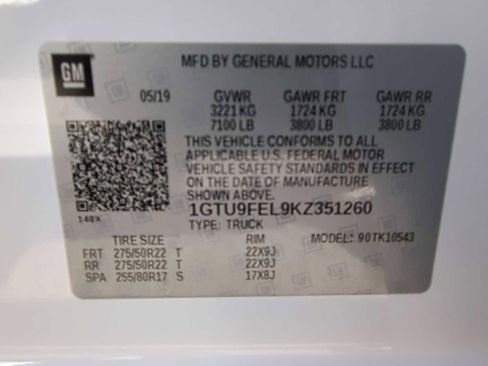 GM
MFD BY GENERAL MOTORS LLC
05/19 GVWR GAWR FRT GAWR RR
3221 KG 1724 KG 1724 KG
7100 LB 3800 LB 3800 LB
THIS VEHICLE CONFORMS TO ALL
APPLICABLE U.S. FEDERAL MOTOR
VEHICLE SAFETY STANDARDS IN EFFECT
ON THE DATE OF MANUFACTURE
SHOWN ABOVE.
140X
1GTU9FEL9KZ351260
TYPE: TRUCK MODEL: 90TK10543
TIRE SIZE RIM
FRT 275/50R22 T 22X9J
RR 275/50R22 T 22X9J
SPA 255/80R17 S 17X8J